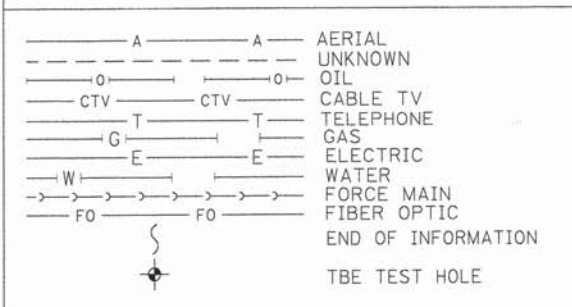 A A AERIAL
UNKNOWN
O O OIL
CTV CTV CABLE TV
T T TELEPHONE
G GAS
E E ELECTRIC
W WATER
FORCE MAIN
FO FO FIBER OPTIC
END OF INFORMATION
TBE TEST HOLE